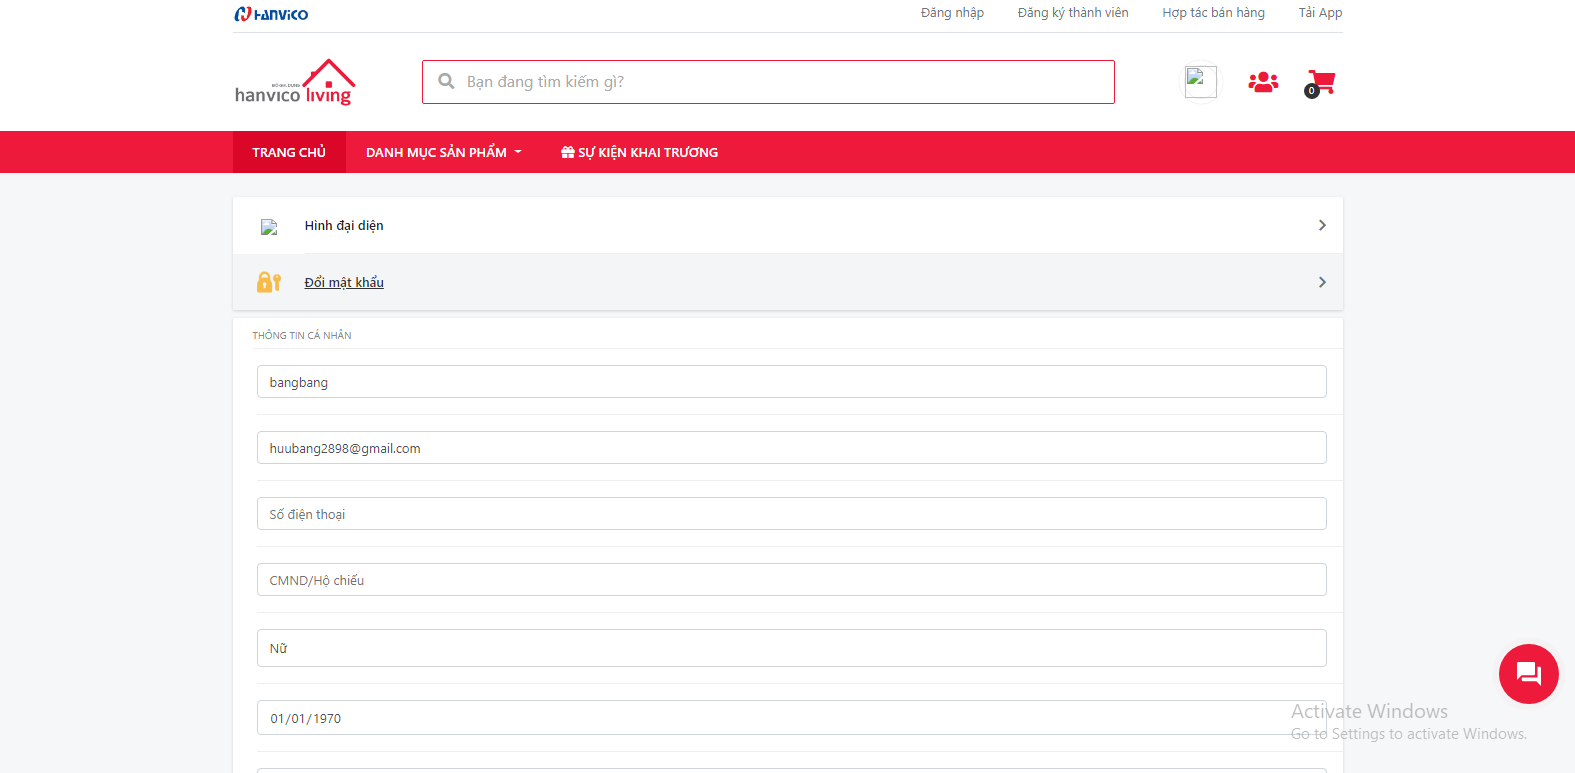 HANVICO
Đăng nhập Đăng ký thành viên Hợp tác bán hàng Tải App
ĐỒ GIA DỤNG
hanvico living
Bạn đang tìm kiếm gì?
0
TRANG CHỦ DANH MỤC SẢN PHẨM SỰ KIỆN KHAI TRƯƠNG
Hình đại diện
Đổi mật khẩu
THÔNG TIN CÁ NHÂN
bangbang
huubang2898@gmail.com
Số điện thoại
CMND/Hộ chiếu
Nữ
01/01/1970
Activate Windows
Go to Settings to activate Windows.